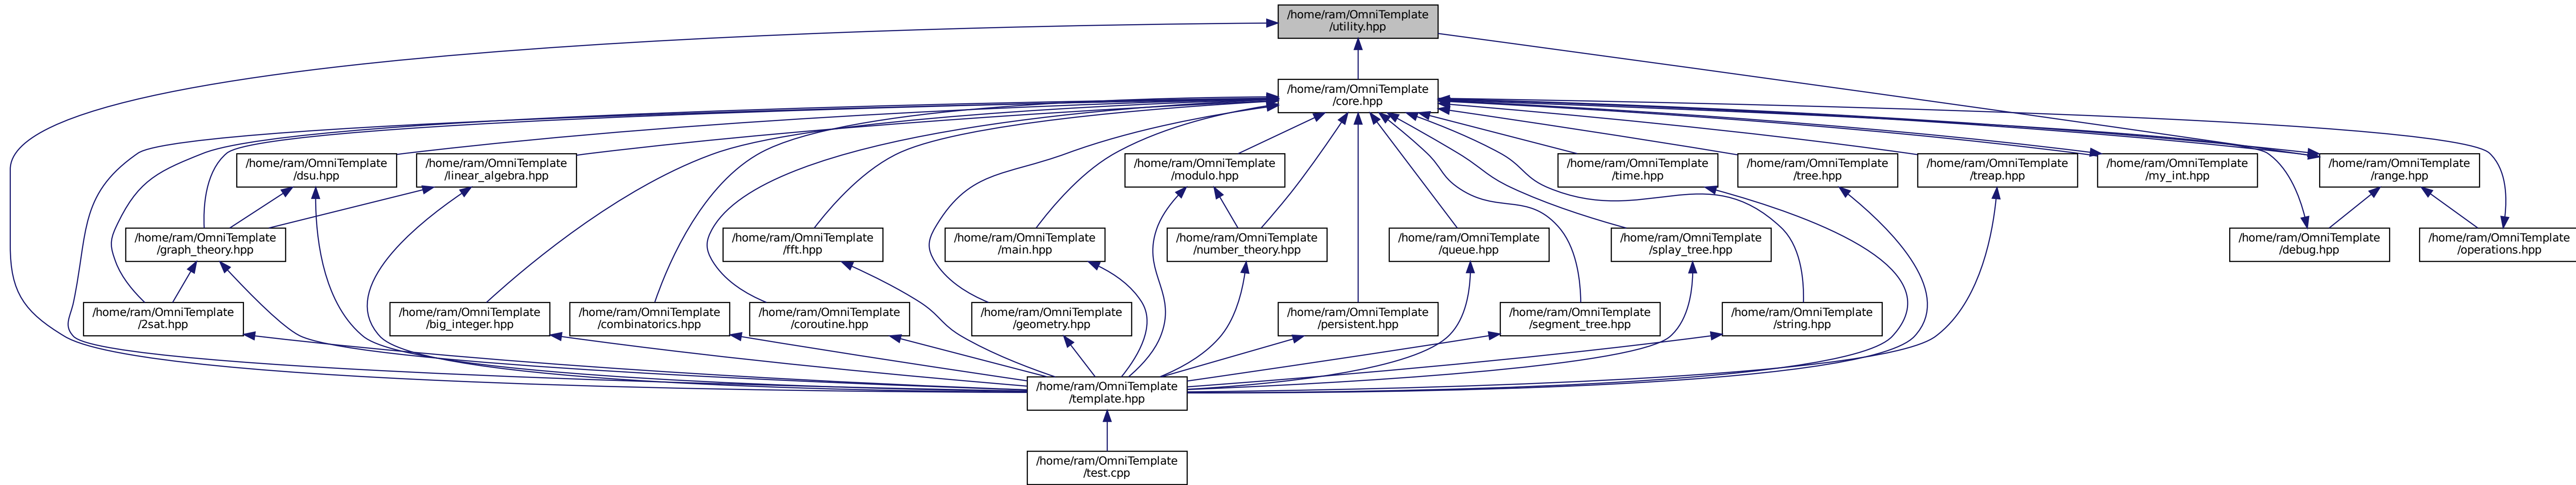 /home/ram/OmniTemplate
/utility.hpp
/home/ram/OmniTemplate
/core.hpp
/home/ram/OmniTemplate
/dsu.hpp
/home/ram/OmniTemplate
/linear_algebra.hpp
/home/ram/OmniTemplate
/modulo.hpp
/home/ram/OmniTemplate
/time.hpp
/home/ram/OmniTemplate
/tree.hpp
/home/ram/OmniTemplate
/treap.hpp
/home/ram/OmniTemplate
/my_int.hpp
/home/ram/OmniTemplate
/range.hpp
/home/ram/OmniTemplate
/graph_theory.hpp
/home/ram/OmniTemplate
/fft.hpp
/home/ram/OmniTemplate
/main.hpp
/home/ram/OmniTemplate
/number_theory.hpp
/home/ram/OmniTemplate
/queue.hpp
/home/ram/OmniTemplate
/splay_tree.hpp
/home/ram/OmniTemplate
/debug.hpp
/home/ram/OmniTemplate
/operations.hpp
/home/ram/OmniTemplate
/2sat.hpp
/home/ram/OmniTemplate
/big_integer.hpp
/home/ram/OmniTemplate
/combinatorics.hpp
/home/ram/OmniTemplate
/coroutine.hpp
/home/ram/OmniTemplate
/geometry.hpp
/home/ram/OmniTemplate
/persistent.hpp
/home/ram/OmniTemplate
/segment_tree.hpp
/home/ram/OmniTemplate
/string.hpp
/home/ram/OmniTemplate
/template.hpp
/home/ram/OmniTemplate
/test.cpp